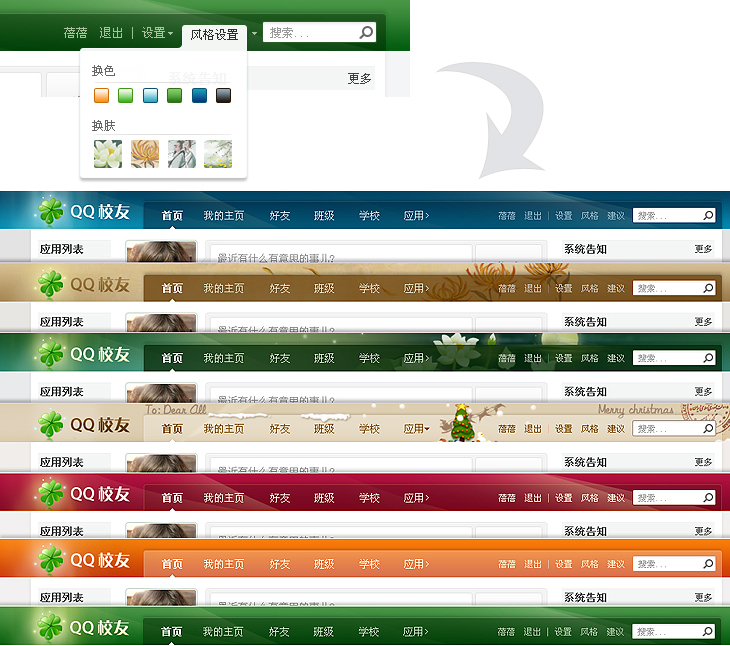 蓓蓓 退出 | 设置 风格设置 搜索...
换色 系统告知 更多
换肤
QQ校友 首页 我的主页 好友 班级 学校 应用› 蓓蓓 退出 | 设置 风格 建议 搜索...
应用列表 最近有什么有意思的事儿? 系统告知 更多
QQ校友 首页 我的主页 好友 班级 学校 应用› 蓓蓓 退出 | 设置 风格 建议 搜索...
应用列表 最近有什么有意思的事儿? 系统告知 更多
QQ校友 首页 我的主页 好友 班级 学校 应用› 蓓蓓 退出 | 设置 风格 建议 搜索...
应用列表 最近有什么有意思的事儿? 系统告知 更多
To: Dear All Merry christmas
QQ校友 首页 我的主页 好友 班级 学校 应用 蓓蓓 退出 | 设置 风格 建议 搜索...
应用列表 最近有什么有意思的事儿? 系统告知 更多
QQ校友 首页 我的主页 好友 班级 学校 应用› 蓓蓓 退出 | 设置 风格 建议 搜索...
应用列表 最近有什么有意思的事儿? 系统告知 更多
QQ校友 首页 我的主页 好友 班级 学校 应用› 蓓蓓 退出 | 设置 风格 建议 搜索...
应用列表 最近有什么有意思的事儿? 系统告知 更多
QQ校友 首页 我的主页 好友 班级 学校 应用› 蓓蓓 退出 | 设置 风格 建议 搜索...